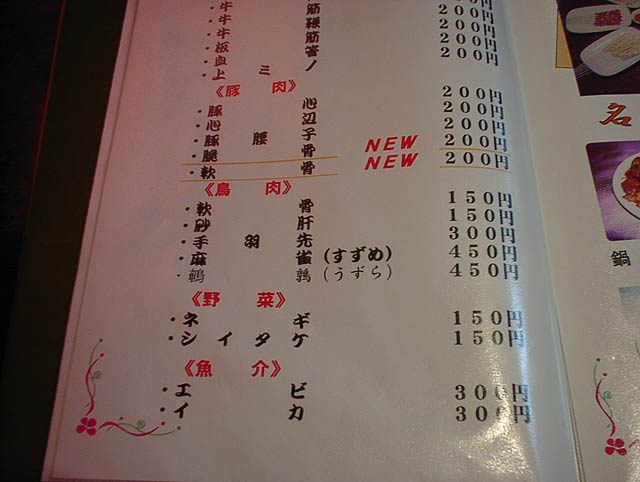 ・牛筋 200円
・牛鞭 200円
・板筋 200円
・血管 200円
・上ミノ 200円
《豚肉》
・豚心 200円
・心辺 200円
・豚腰子 200円
・脆骨 NEW 200円
・軟骨 NEW 200円
《鳥肉》
・軟骨 150円
・砂肝 150円
・手羽先 300円
・麻雀(すずめ) 450円
・鵪鶉(うずら) 450円
《野菜》
・ネギ 150円
・シイタケ 150円
《魚介》
・エビ 300円
・イカ 300円
名
鍋